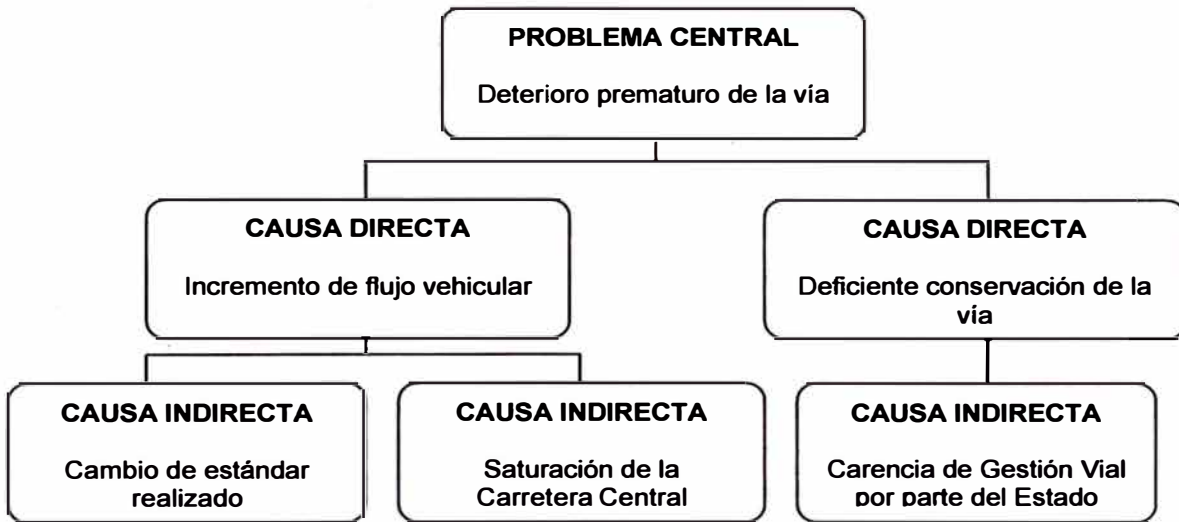 PROBLEMA CENTRAL
Deterioro prematuro de la vía
CAUSA DIRECTA
Incremento de flujo vehicular
CAUSA DIRECTA
Deficiente conservación de la
vía
CAUSA INDIRECTA
Cambio de estándar
realizado
CAUSA INDIRECTA
Saturación de la
Carretera Central
CAUSA INDIRECTA
Carencia de Gestión Vial
por parte del Estado